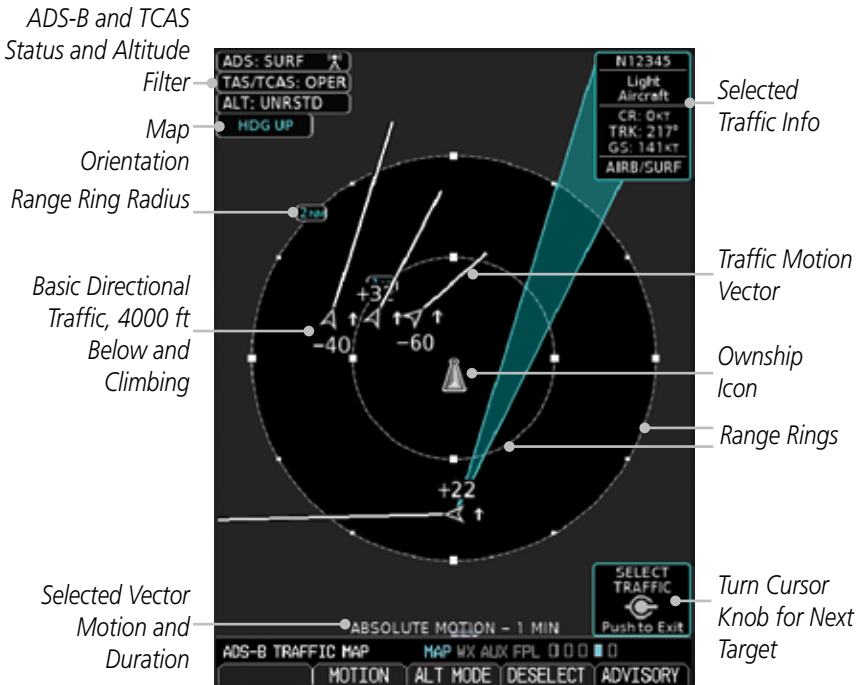 ADS-B and TCAS
Status and Altitude
Filter
Map
Orientation
Range Ring Radius
Basic Directional
Traffic, 4000 ft
Below and
Climbing
Selected Vector
Motion and
Duration
ADS: SURF
TAS/TCAS: OPER
ALT: UNRSTD
HDG UP
2 NM
+32
-40
-60
+22
N12345
Light
Aircraft
CR: 0KT
TRK: 217°
GS: 141KT
AIRB/SURF
SELECT
TRAFFIC
Push to Exit
ABSOLUTE MOTION - 1 MIN
ADS-B TRAFFIC MAP MAP WX AUX FPL
MOTION ALT MODE DESELECT ADVISORY
Selected
Traffic Info
Traffic Motion
Vector
Ownship
Icon
Range Rings
Turn Cursor
Knob for Next
Target